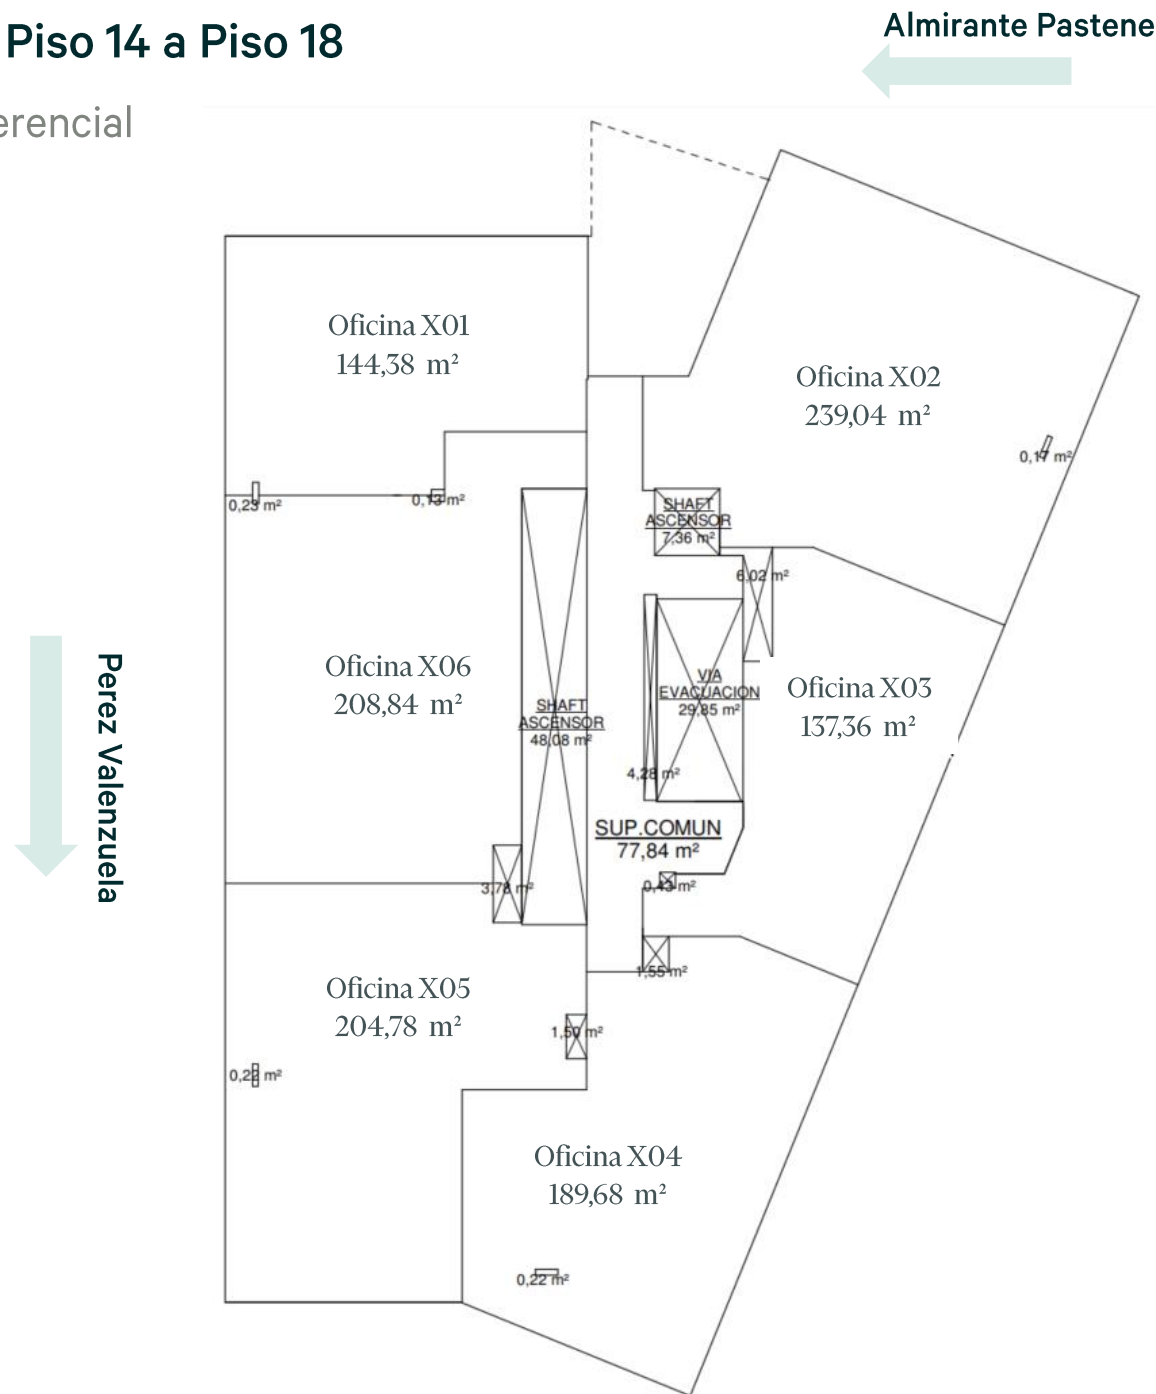 Piso 14 a Piso 18
Almirante Pastene
erencial
Oficina X01
144,38 m²
Oficina X02
239,04 m²
0,17 m²
0,23 m²
0,13 m²
SHAFT
ASCENSOR
7,36 m²
6,02 m²
Oficina X06
208,84 m²
VIA
EVACUACION
29,85 m²
Oficina X03
137,36 m²
SHAFT
ASCENSOR
48,08 m²
4,28 m²
Perez Valenzuela
SUP.COMUN
77,84 m²
3,78 m²
0,43 m²
1,55 m²
Oficina X05
204,78 m²
1,50 m²
0,22 m²
Oficina X04
189,68 m²
0,22 m²